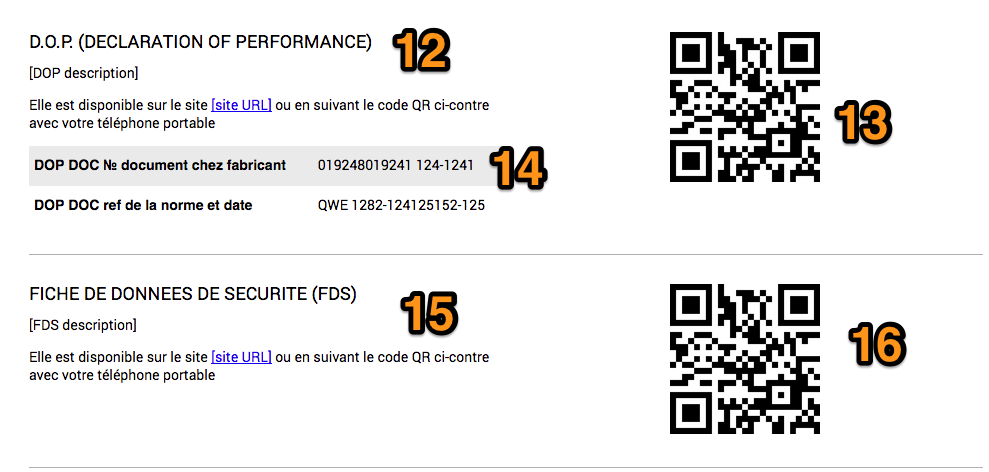 D.O.P. (DECLARATION OF PERFORMANCE) 12
[DOP description]
Elle est disponible sur le site [site URL] ou en suivant le code QR ci-contre
avec votre téléphone portable
13
DOP DOC № document chez fabricant 019248019241 124-1241 14
DOP DOC ref de la norme et date QWE 1282-124125152-125
FICHE DE DONNEES DE SECURITE (FDS) 15
[FDS description]
Elle est disponible sur le site [site URL] ou en suivant le code QR ci-contre
avec votre téléphone portable
16